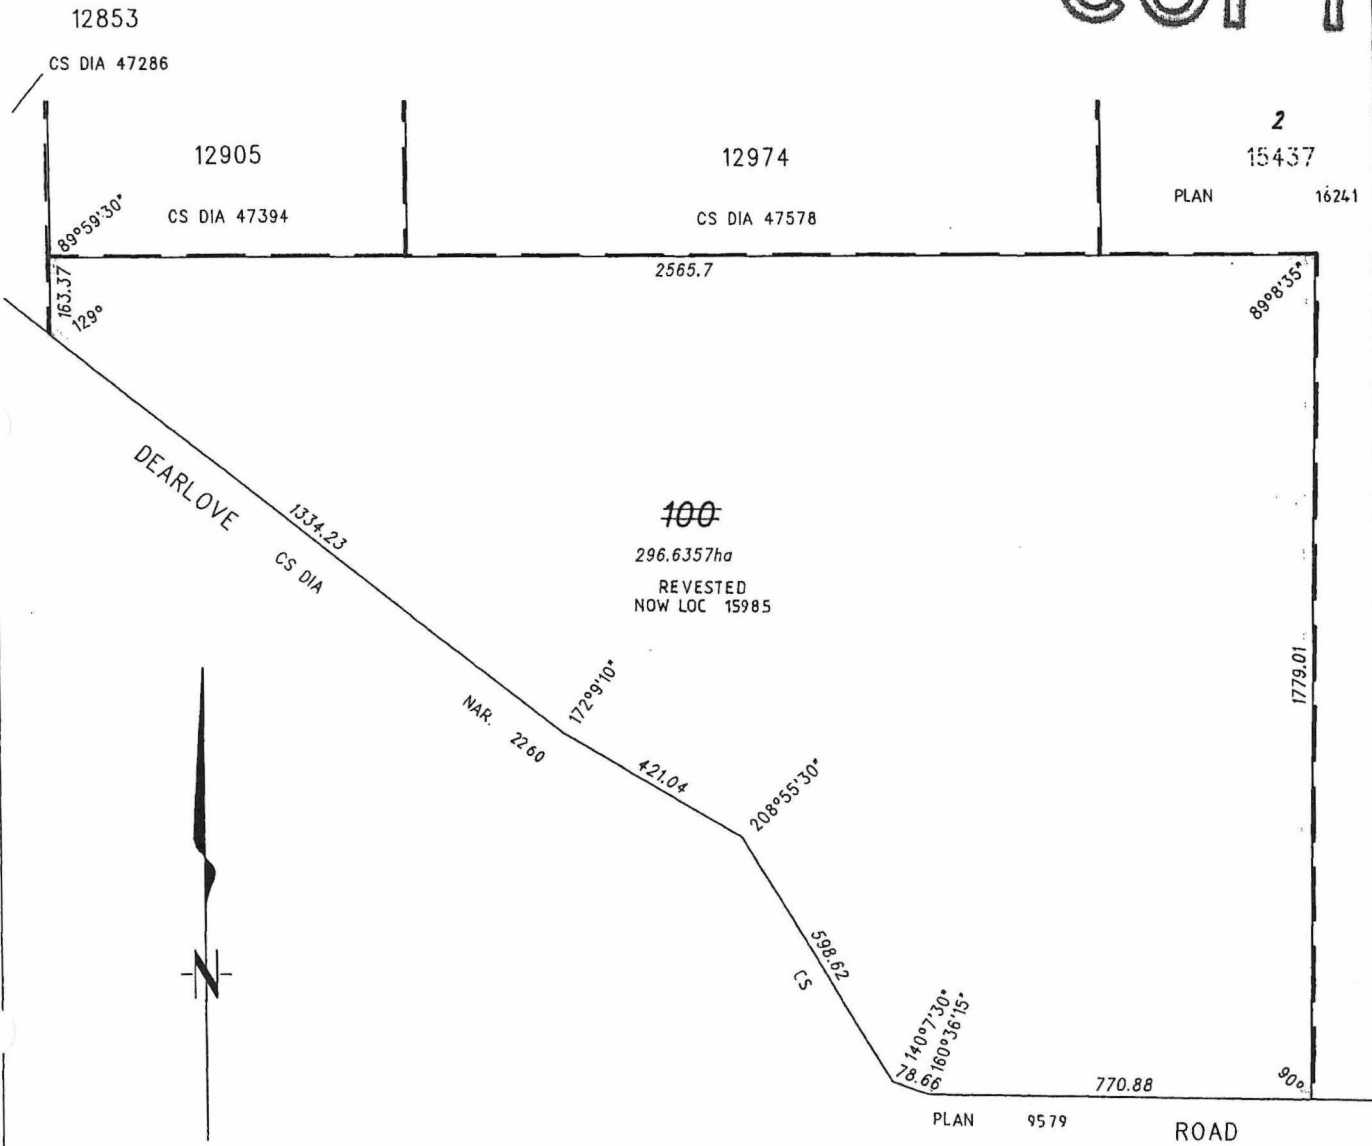 COPY
12853
CS DIA 47286
12905
CS DIA 47394
12974
CS DIA 47578
2
15437
PLAN 16241
89°59'30"
2565.7
89°8'35"
163.37
129°
DEARLOVE
1334.23
CS DIA
100
296.6357ha
REVESTED
NOW LOC 15985
1779.01
172°9'10"
NAR. 2260
421.04
208°55'30"
598.62
CS
N
140°7'30"
160°36'15"
78.66
770.88
90°
PLAN 9579
ROAD